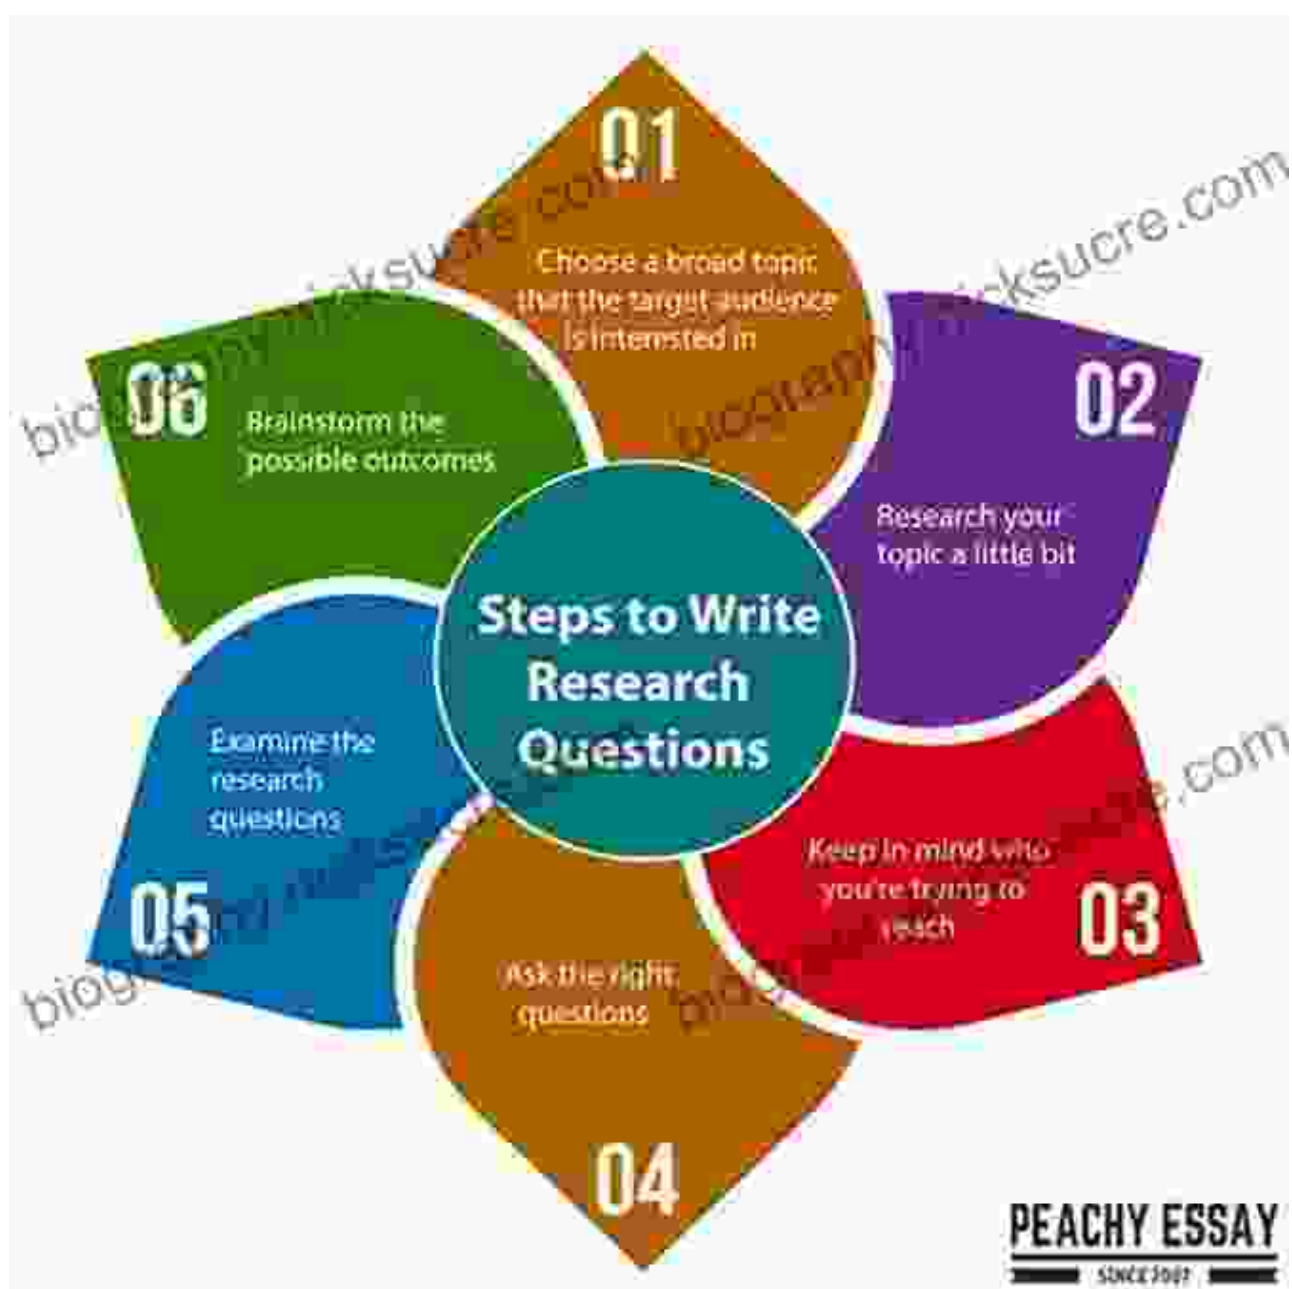 01
Choose a broad topic
that the target audience
is interested in
02
Research your
topic a little bit
03
Keep in mind who
you're trying to
reach
04
Ask the right
questions
05
Examine the
research
questions
06
Brainstorm the
possible outcomes
Steps to Write
Research
Questions
PEACHY ESSAY
SINCE